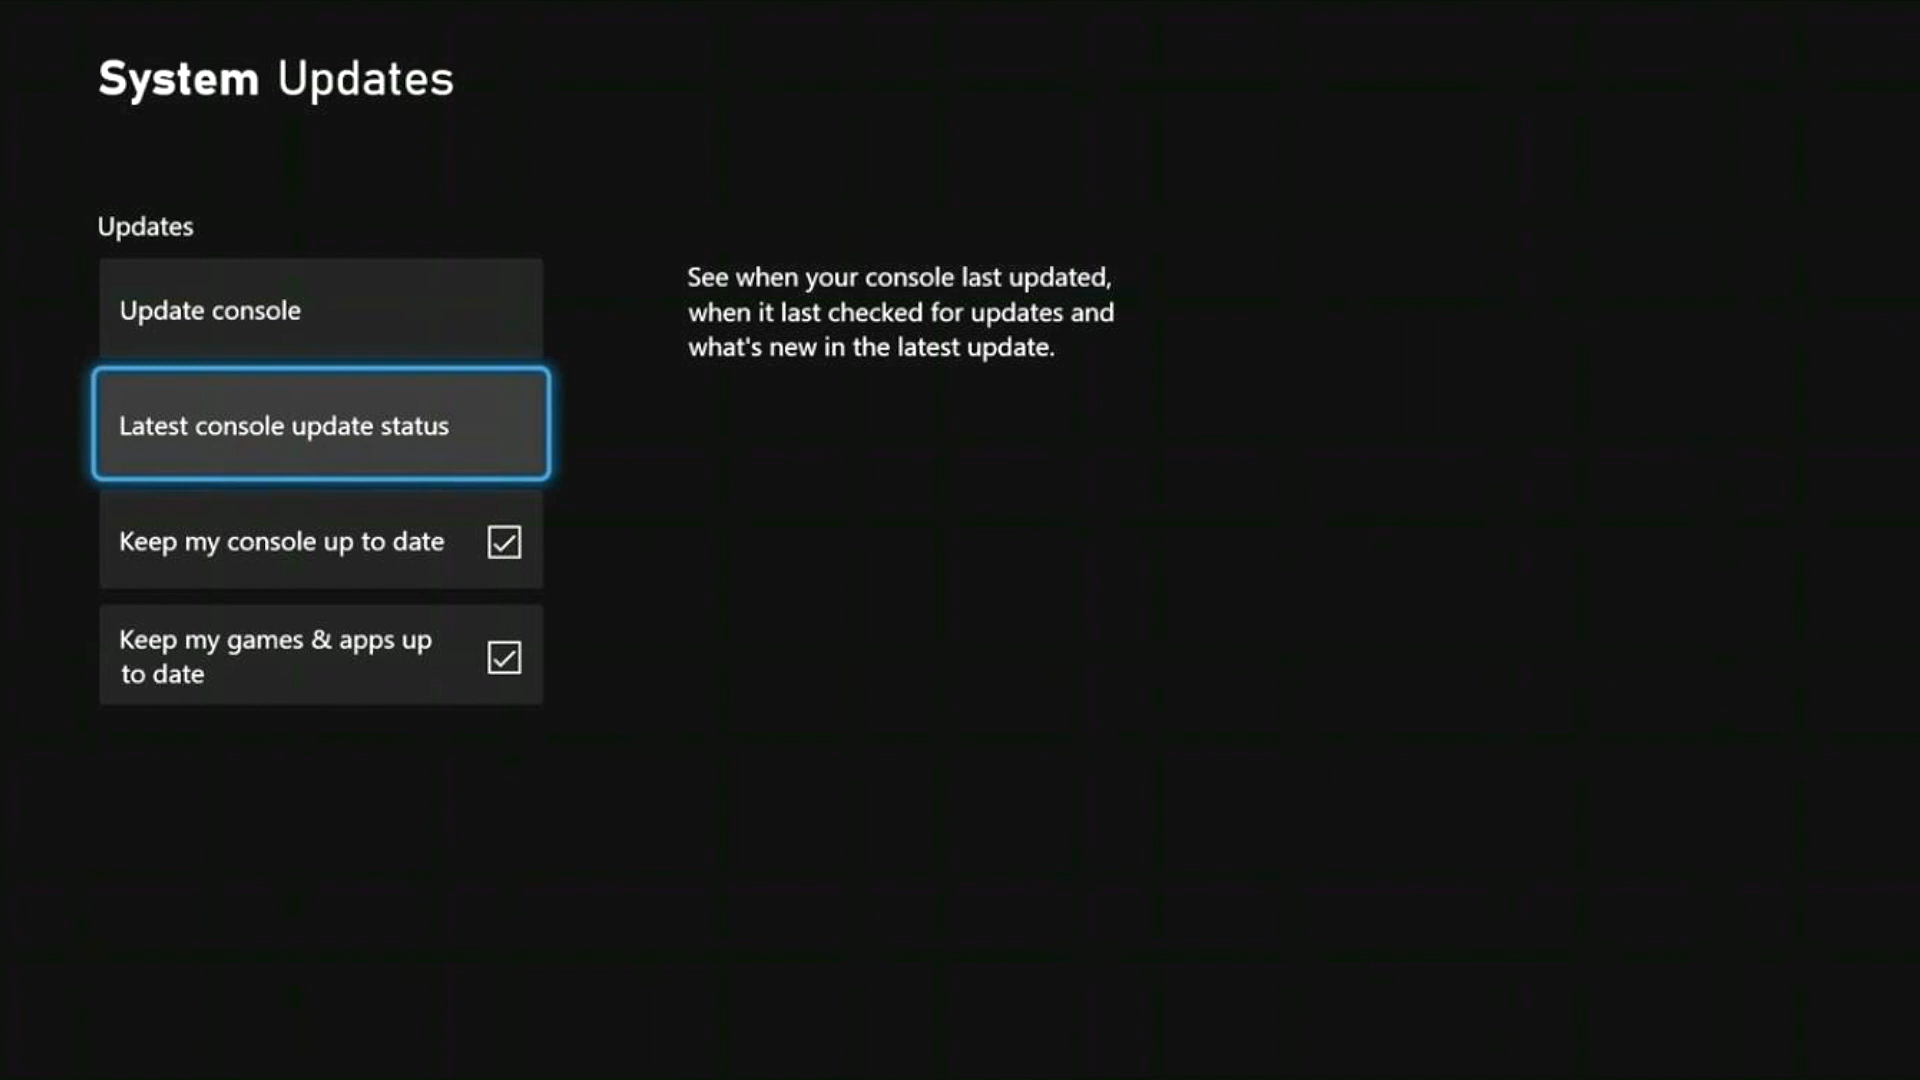 System Updates
Updates
Update console
Latest console update status
Keep my console up to date
Keep my games & apps up
to date
See when your console last updated,
when it last checked for updates and
what's new in the latest update.